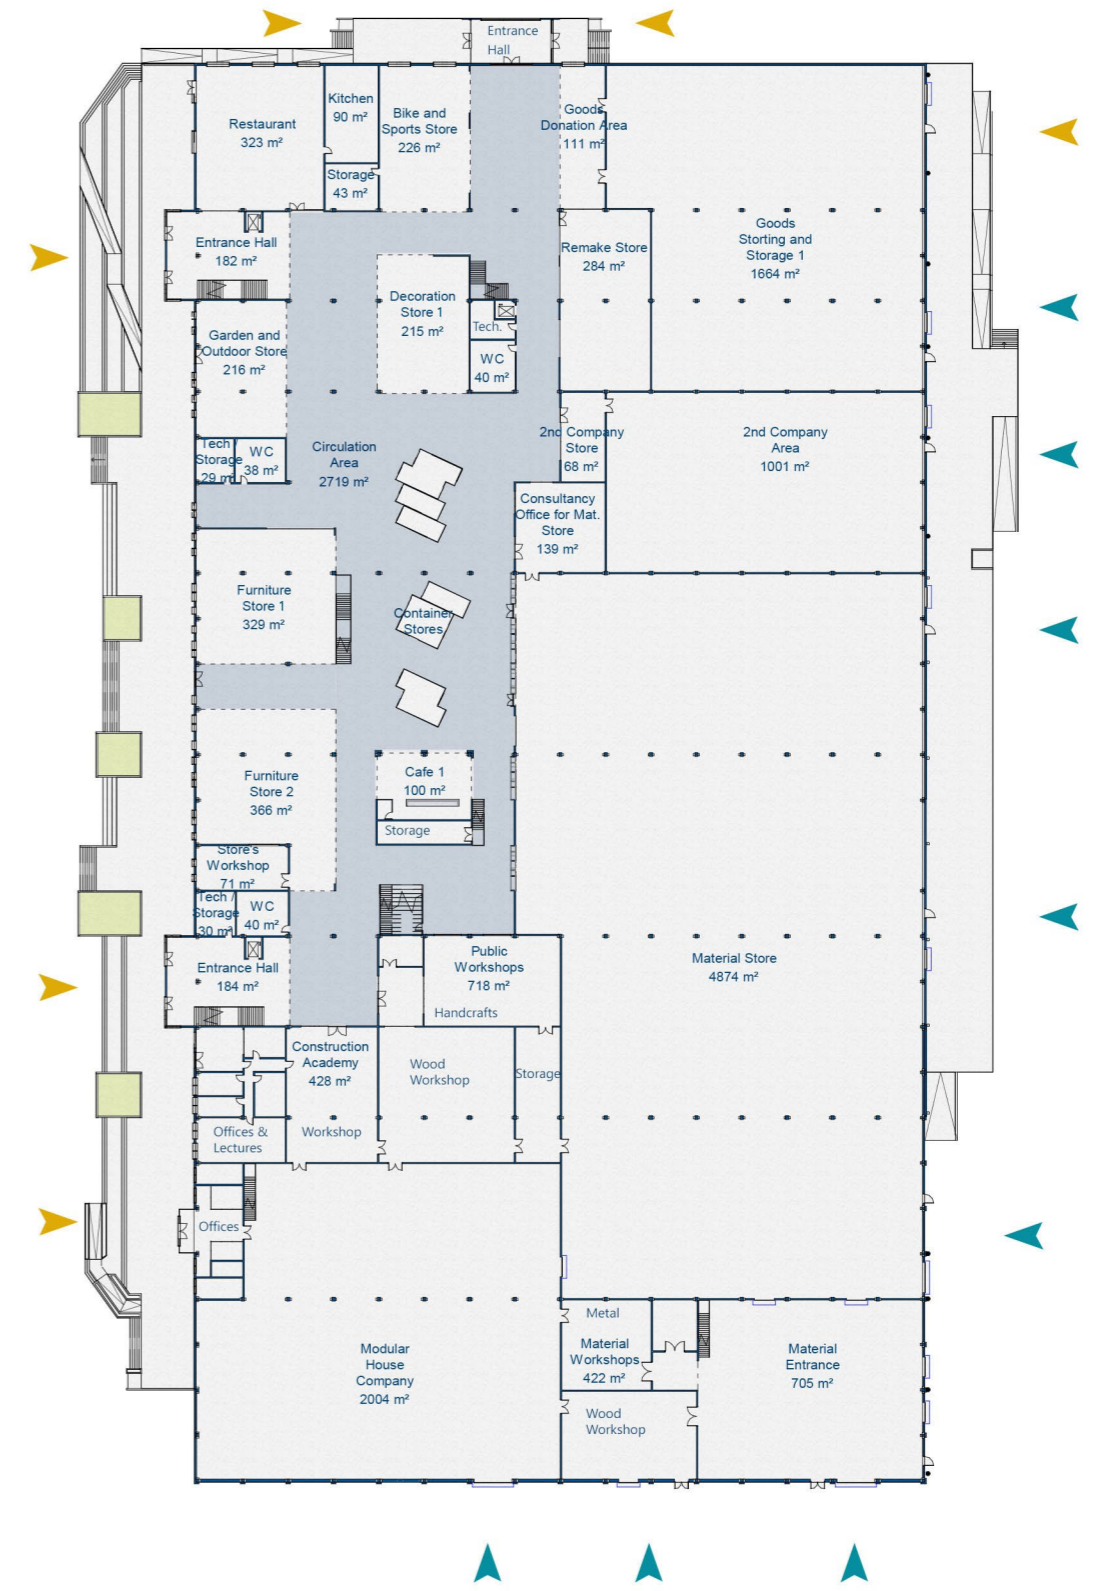 Entrance
Hall
Kitchen
90 m²
Restaurant
323 m²
Bike and
Sports Store
226 m²
Goods
Donation Area
111 m²
Storage
43 m²
Entrance Hall
182 m²
Remake Store
284 m²
Goods
Storting and
Storage 1
1664 m²
Decoration
Store 1
215 m²
Tech.
WC
40 m²
Garden and
Outdoor Store
216 m²
Tech /
Storage
29 m²
WC
38 m²
Circulation
Area
2719 m²
2nd Company
Store
68 m²
2nd Company
Area
1001 m²
Consultancy
Office for Mat.
Store
139 m²
Furniture
Store 1
329 m²
Container
Stores
Furniture
Store 2
366 m²
Cafe 1
100 m²
Storage
Store's
Workshop
71 m²
Tech /
Storage
30 m²
WC
40 m²
Entrance Hall
184 m²
Public
Workshops
718 m²
Handcrafts
Material Store
4874 m²
Construction
Academy
428 m²
Wood
Workshop
Storage
Offices &
Lectures
Workshop
Offices
Modular
House
Company
2004 m²
Metal
Material
Workshops
422 m²
Material
Entrance
705 m²
Wood
Workshop